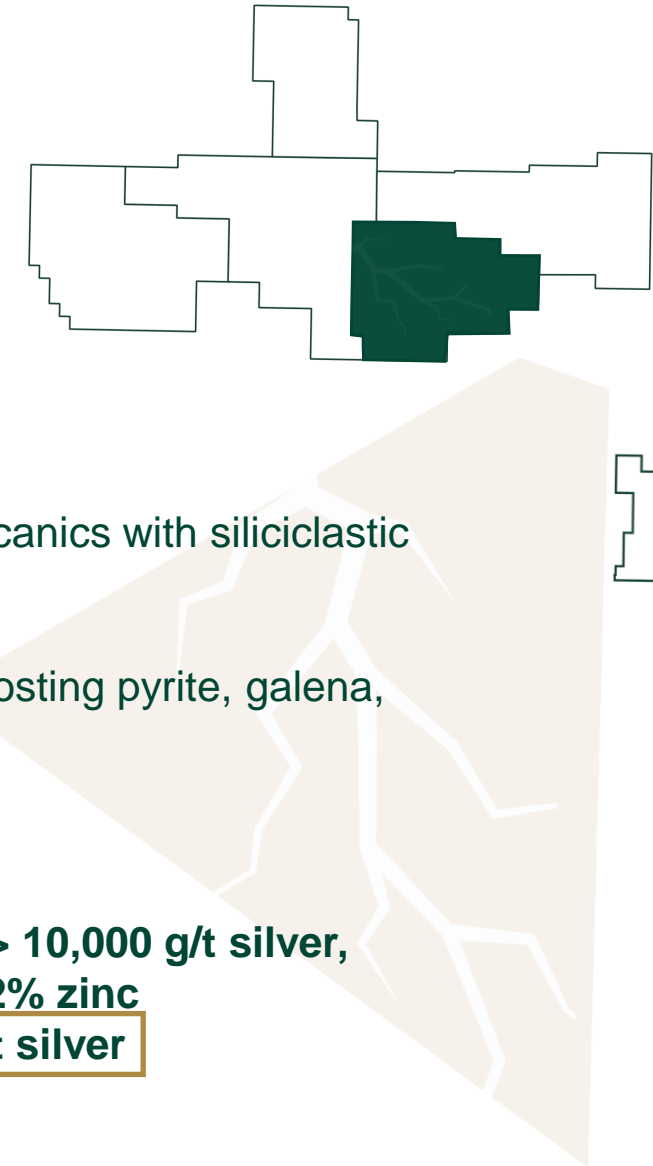 canics with siliciclastic
osting pyrite, galena,
> 10,000 g/t silver,
2% zinc
t silver